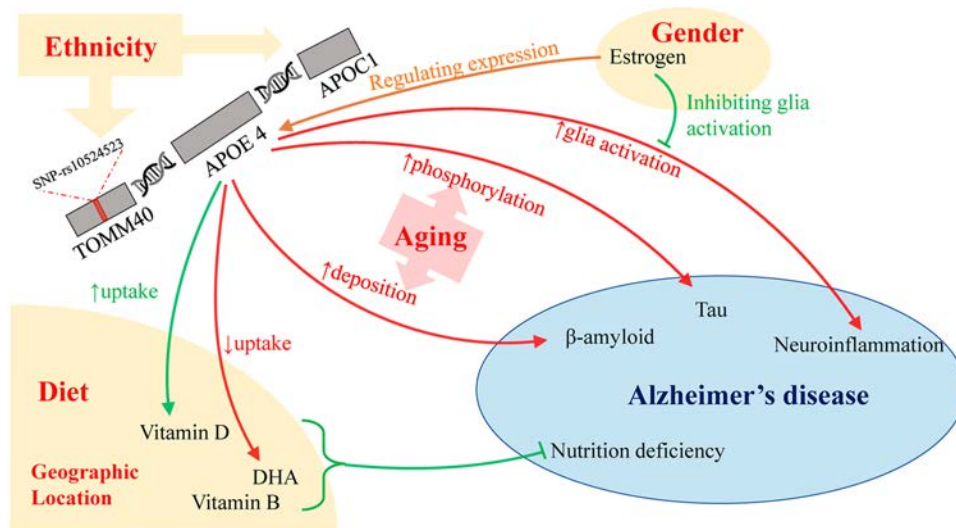 Ethnicity
APOC1
Regulating expression
Gender
Estrogen
Inhibiting glia
activation
SNP-rs10524523
TOMM40
APOE 4
↑glia activation
↑phosphorylation
Aging
↑deposition
↑uptake
↓uptake
Tau
β-amyloid
Neuroinflammation
Alzheimer’s disease
Nutrition deficiency
Diet
Vitamin D
Geographic
Location
DHA
Vitamin B